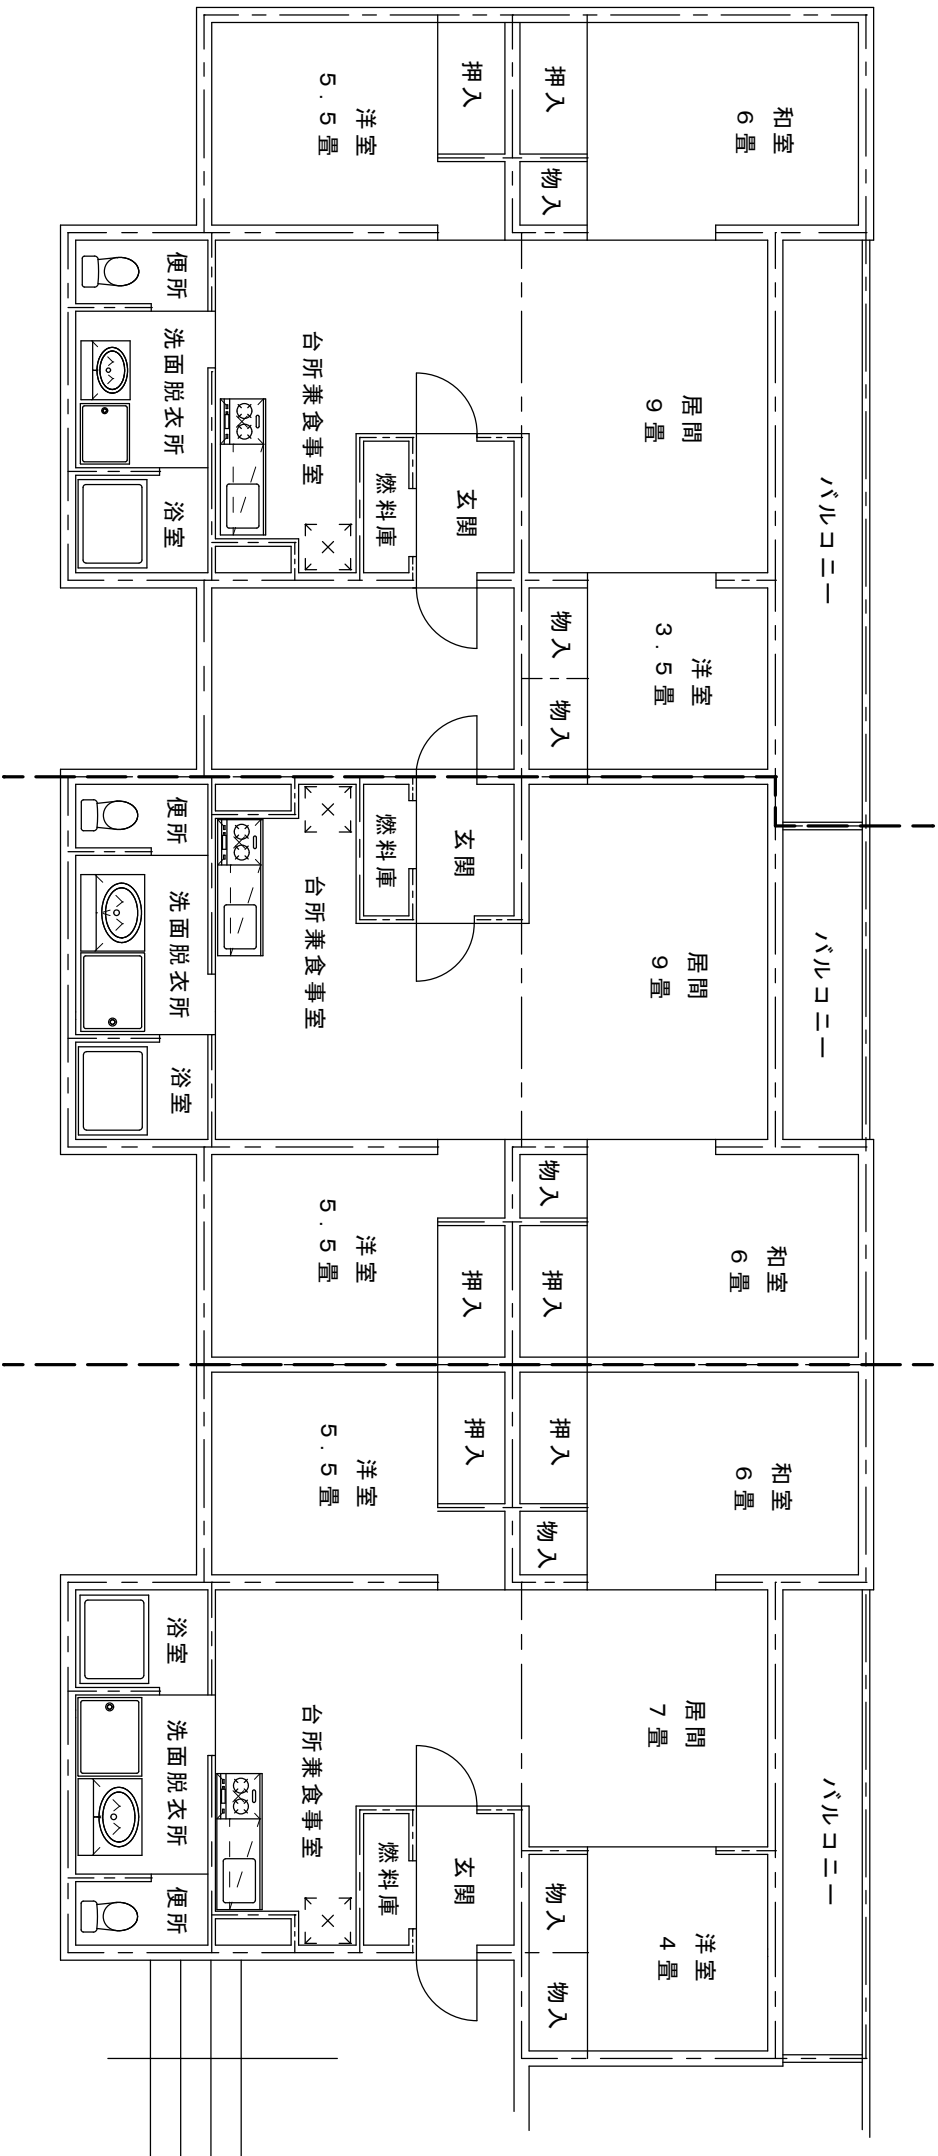 洋室
5.5畳
押入
押入
物入
和室
6畳
便所
洗面脱衣所
浴室
台所兼食事室
燃料庫
玄関
居間
9畳
バルコニー
物入
物入
洋室
3.5畳
便所
洗面脱衣所
浴室
台所兼食事室
燃料庫
玄関
居間
9畳
バルコニー
洋室
5.5畳
押入
物入
押入
和室
6畳
洋室
5.5畳
押入
押入
物入
和室
6畳
浴室
洗面脱衣所
便所
台所兼食事室
燃料庫
玄関
居間
7畳
バルコニー
物入
物入
洋室
4畳